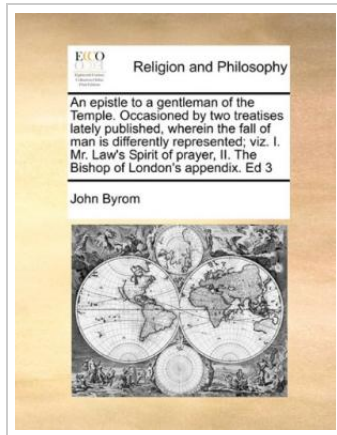 ECCO
Religion and Philosophy
An epistle to a gentleman of the
Temple. Occasioned by two treatises
lately published, wherein the fall of
man is differently represented; viz. I.
Mr. Law's Spirit of prayer, II. The
Bishop of London's appendix. Ed 3
John Byrom